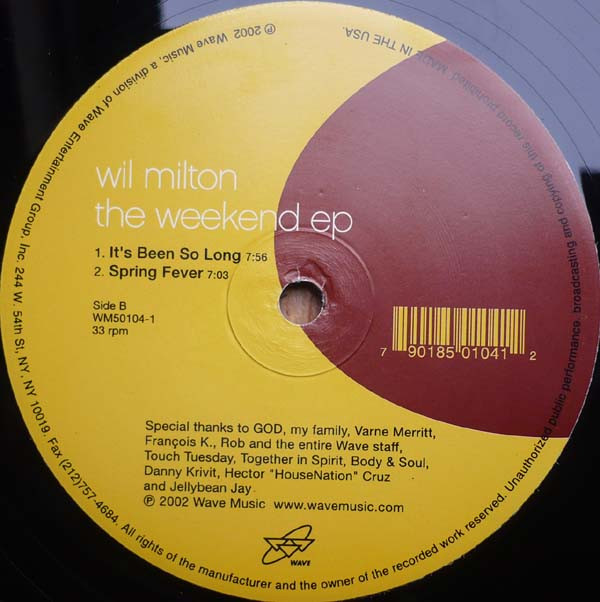 wil milton
the weekend ep
1. It's Been So Long 7:56
2. Spring Fever 7:03
Side B
WM50104-1
33 rpm
7 90185 01041 2
Special thanks to GOD, my family, Varne Merritt,
François K., Rob and the entire Wave staff,
Touch Tuesday, Together in Spirit, Body & Soul,
Danny Krivit, Hector "HouseNation" Cruz
and Jellybean Jay
℗ 2002 Wave Music www.wavemusic.com
WAVE
℗ 2002 Wave Music, a division of Wave Entertainment Group, Inc. 244 W. 54th St, NY, NY 10019. Fax (212)757-4684. All rights of the manufacturer and the owner of the recorded work reserved. Unauthorized public performance, broadcasting and copying of this record prohibited. MADE IN THE USA.